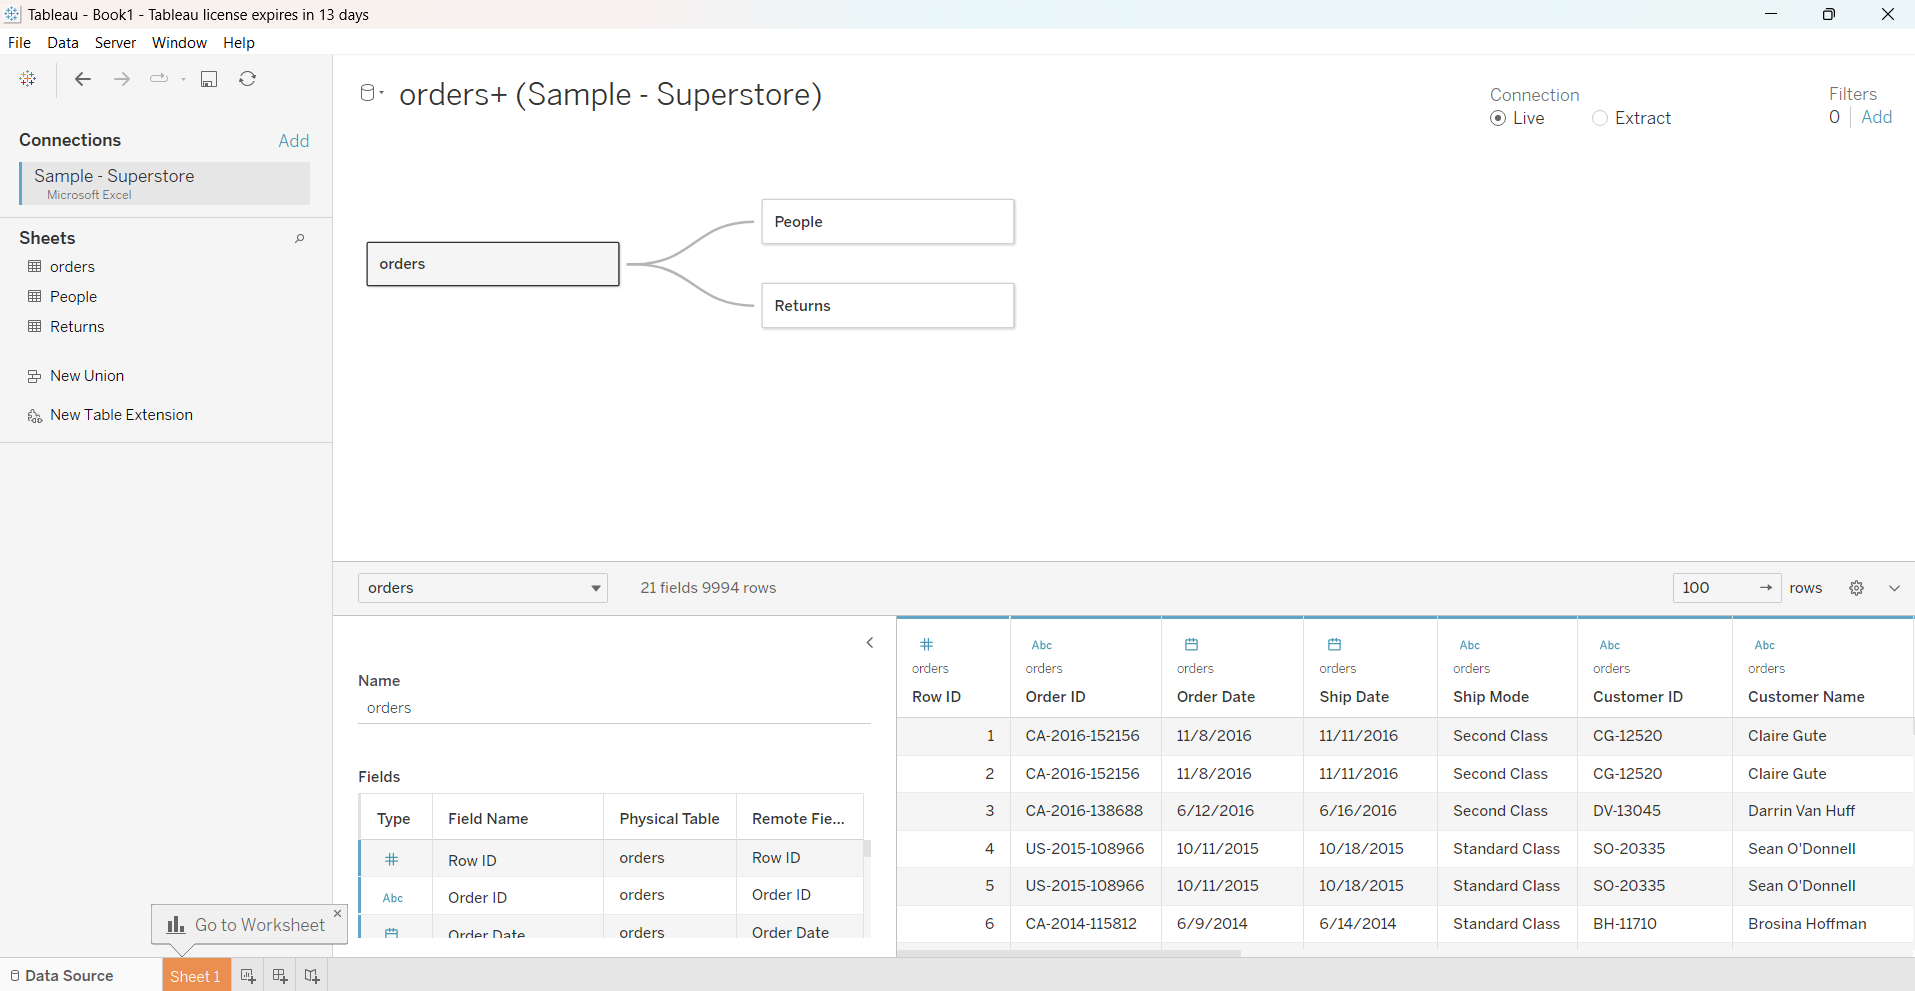 Tableau - Book1 - Tableau license expires in 13 days
File Data Server Window Help
Connections Add
Sample - Superstore
Microsoft Excel
Sheets
orders
People
Returns
New Union
New Table Extension
orders+ (Sample - Superstore)
Connection
Live Extract
Filters
0 Add
People
orders
Returns
orders 21 fields 9994 rows 100 rows
Name
orders
Fields
Type Field Name Physical Table Remote Fie...
Row ID orders Row ID
Abc Order ID orders Order ID
Order Date orders Order Date
Abc Abc Abc Abc
orders orders orders orders orders orders orders
Row ID Order ID Order Date Ship Date Ship Mode Customer ID Customer Name
1 CA-2016-152156 11/8/2016 11/11/2016 Second Class CG-12520 Claire Gute
2 CA-2016-152156 11/8/2016 11/11/2016 Second Class CG-12520 Claire Gute
3 CA-2016-138688 6/12/2016 6/16/2016 Second Class DV-13045 Darrin Van Huff
4 US-2015-108966 10/11/2015 10/18/2015 Standard Class SO-20335 Sean O'Donnell
5 US-2015-108966 10/11/2015 10/18/2015 Standard Class SO-20335 Sean O'Donnell
6 CA-2014-115812 6/9/2014 6/14/2014 Standard Class BH-11710 Brosina Hoffman
Go to Worksheet
Data Source Sheet 1